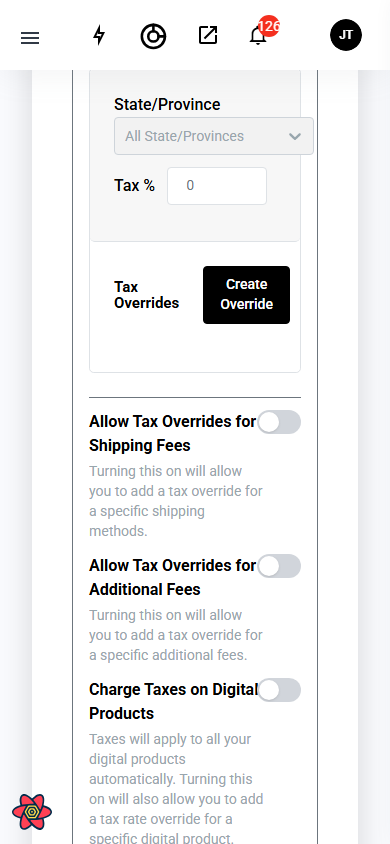 126
JT
State/Province
All State/Provinces
Tax %
0
Tax
Overrides
Create
Override
Allow Tax Overrides for
Shipping Fees
Turning this on will allow
you to add a tax override for
a specific shipping
methods.
Allow Tax Overrides for
Additional Fees
Turning this on will allow
you to add a tax override for
a specific additional fees.
Charge Taxes on Digital
Products
Taxes will apply to all your
digital products
automatically. Turning this
on will also allow you to add
a tax rate override for a
specific digital product.